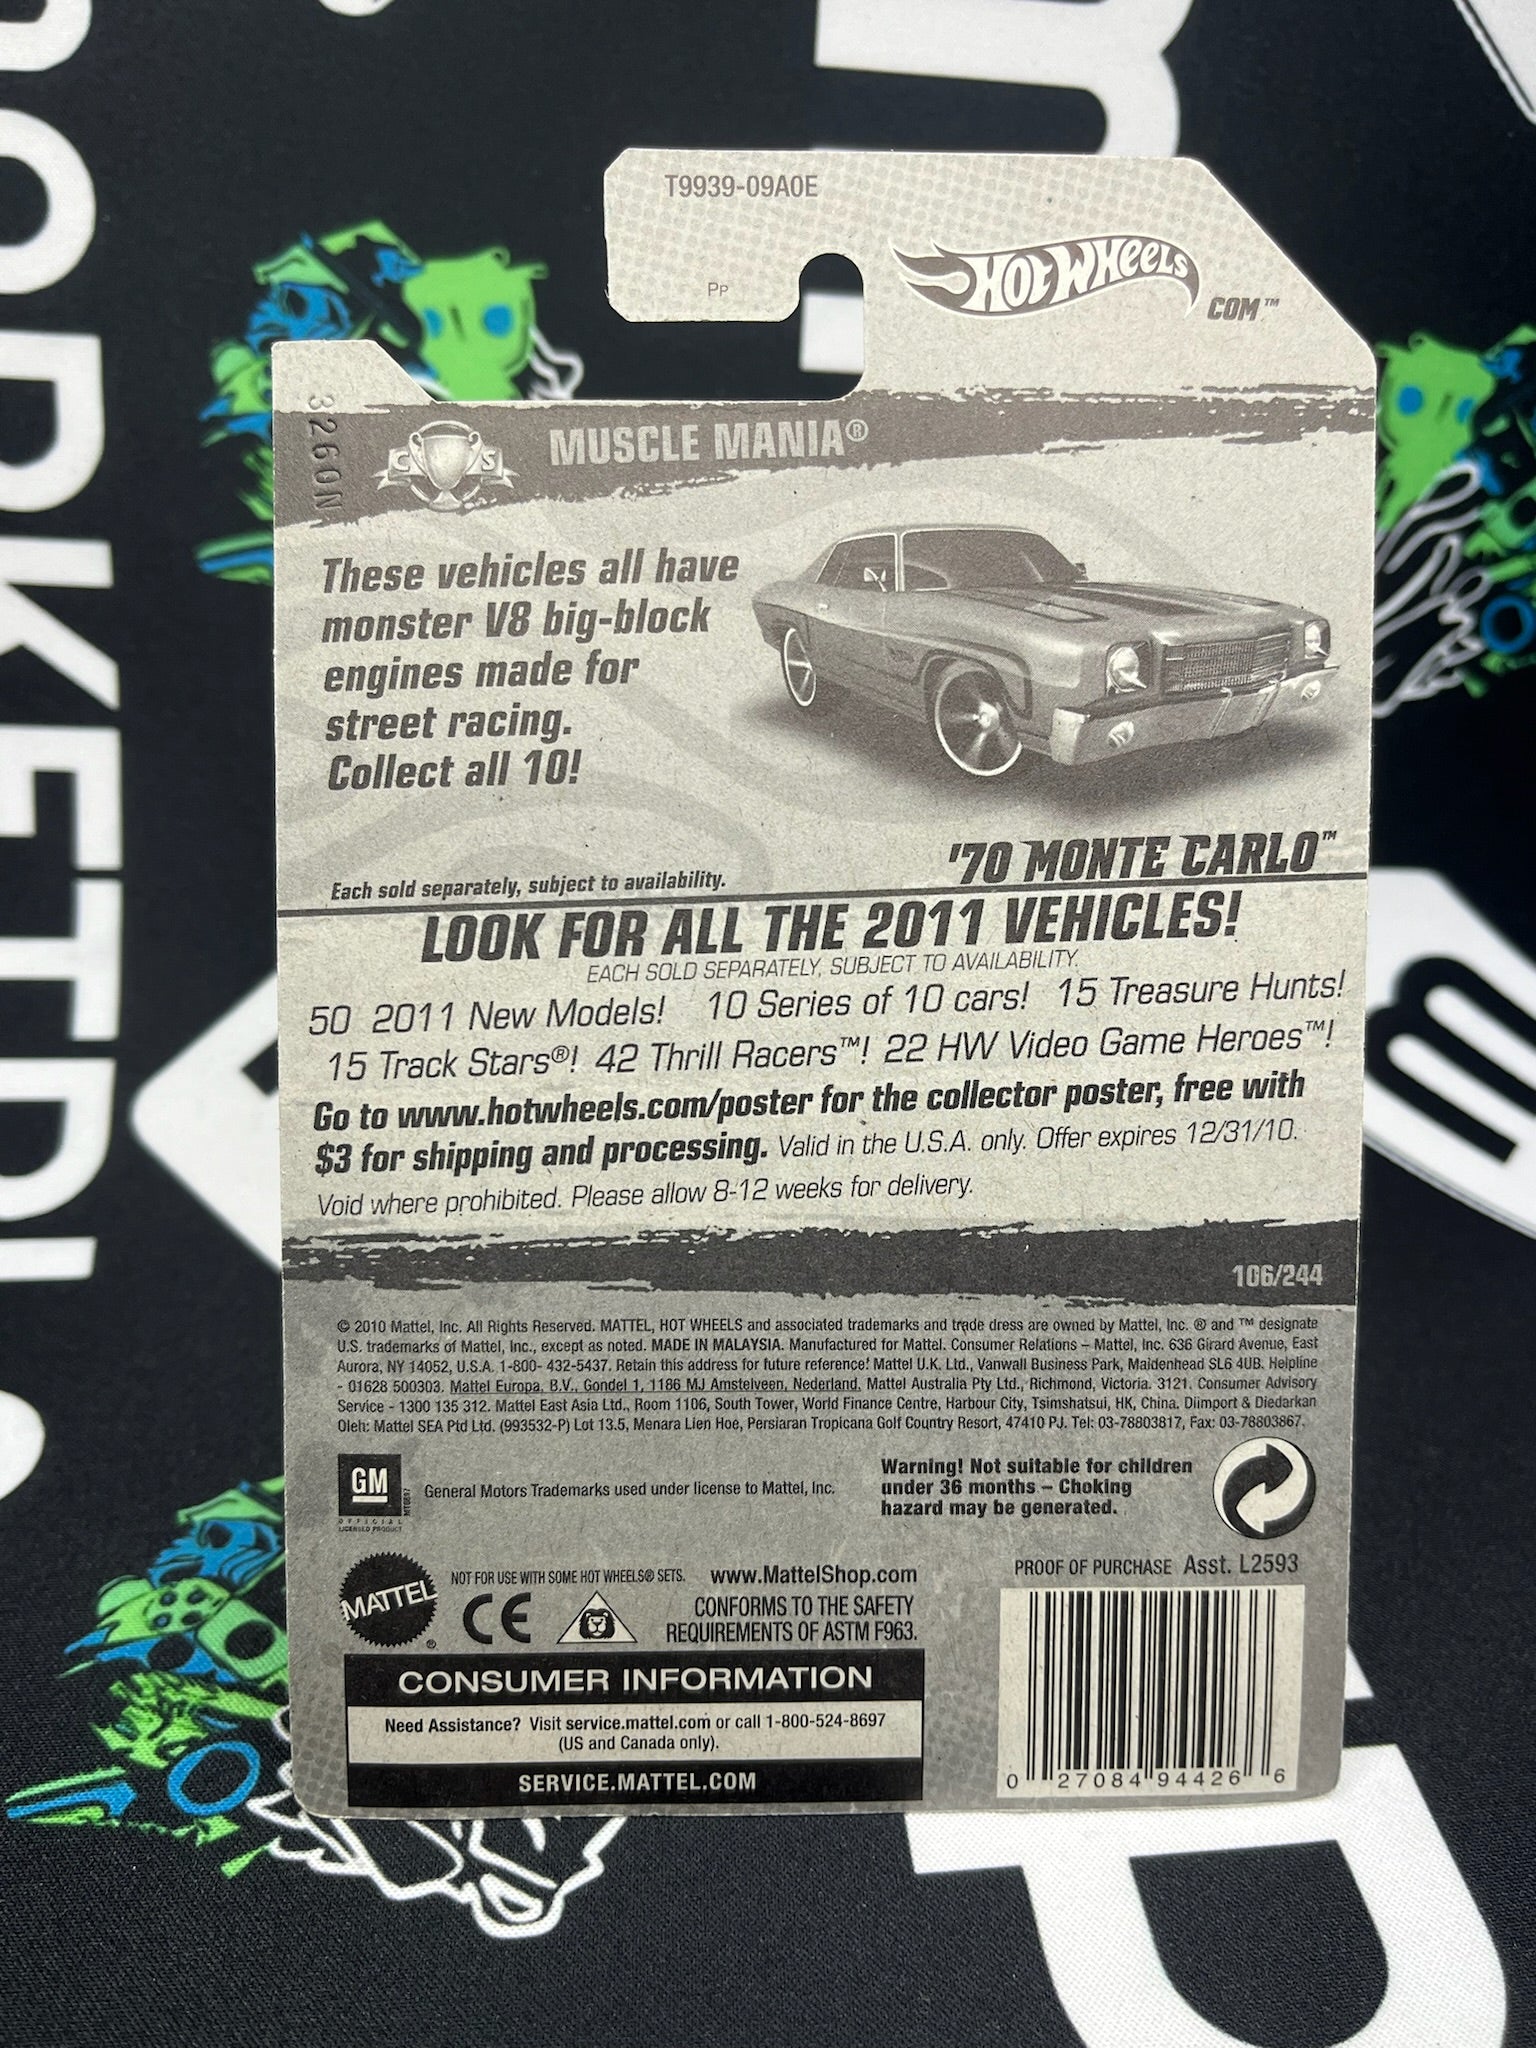 T9939-09A0E
PP
HOT WHEELS
COM™
3260N
C S
MUSCLE MANIA®
These vehicles all have
monster V8 big-block
engines made for
street racing.
Collect all 10!
'70 MONTE CARLO™
Each sold separately, subject to availability.
LOOK FOR ALL THE 2011 VEHICLES!
EACH SOLD SEPARATELY, SUBJECT TO AVAILABILITY.
50 2011 New Models! 10 Series of 10 cars! 15 Treasure Hunts!
15 Track Stars®! 42 Thrill Racers™! 22 HW Video Game Heroes™!
Go to www.hotwheels.com/poster for the collector poster, free with
$3 for shipping and processing. Valid in the U.S.A. only. Offer expires 12/31/10.
Void where prohibited. Please allow 8-12 weeks for delivery.
106/244
© 2010 Mattel, Inc. All Rights Reserved. MATTEL, HOT WHEELS and associated trademarks and trade dress are owned by Mattel, Inc. ® and ™ designate
U.S. trademarks of Mattel, Inc., except as noted. MADE IN MALAYSIA. Manufactured for Mattel. Consumer Relations – Mattel, Inc. 636 Girard Avenue, East
Aurora, NY 14052, U.S.A. 1-800- 432-5437. Retain this address for future reference: Mattel U.K. Ltd., Vanwall Business Park, Maidenhead SL6 4UB. Helpline
- 01628 500303. Mattel Europa, B.V., Gondel 1, 1186 MJ Amstelveen, Nederland. Mattel Australia Pty Ltd., Richmond, Victoria. 3121. Consumer Advisory
Service - 1300 135 312. Mattel East Asia Ltd., Room 1106, South Tower, World Finance Centre, Harbour City, Tsimshatsui, HK, China. Diimport & Diedarkan
Oleh: Mattel SEA Ptd Ltd. (993532-P) Lot 13.5, Menara Lien Hoe, Persiaran Tropicana Golf Country Resort, 47410 PJ. Tel: 03-78803817, Fax: 03-78803867.
GM
OFFICIAL
LICENSED PRODUCT
General Motors Trademarks used under license to Mattel, Inc.
Warning! Not suitable for children
under 36 months – Choking
hazard may be generated.
PROOF OF PURCHASE Asst. L2593
MATTEL®
NOT FOR USE WITH SOME HOT WHEELS® SETS.
www.MattelShop.com
CE
CONFORMS TO THE SAFETY
REQUIREMENTS OF ASTM F963.
CONSUMER INFORMATION
Need Assistance? Visit service.mattel.com or call 1-800-524-8697
(US and Canada only).
SERVICE.MATTEL.COM
0 27084 94426 6